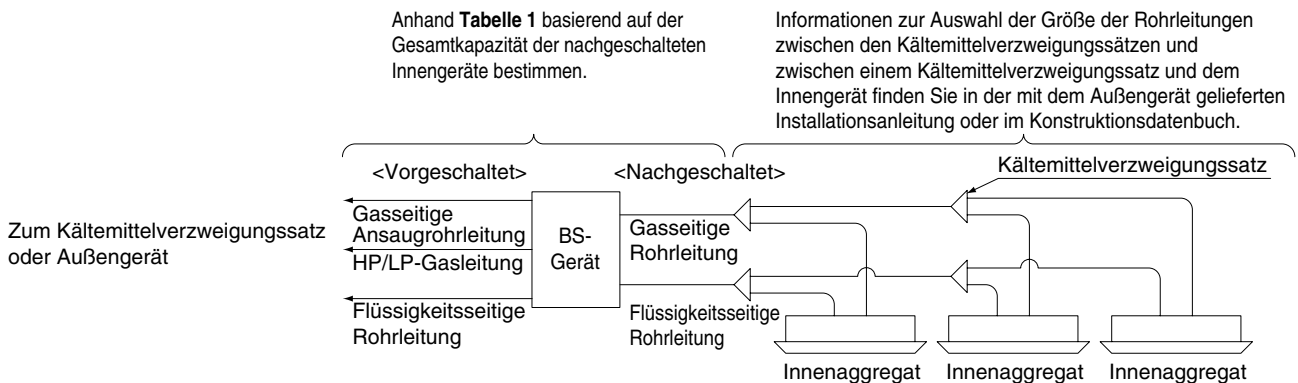 Anhand Tabelle 1 basierend auf der
Gesamtkapazität der nachgeschalteten
Innengeräte bestimmen.
Informationen zur Auswahl der Größe der Rohrleitungen
zwischen den Kältemittelverzweigungssätzen und
zwischen einem Kältemittelverzweigungssatz und dem
Innengerät finden Sie in der mit dem Außengerät gelieferten
Installationsanleitung oder im Konstruktionsdatenbuch.
<Vorgeschaltet>
<Nachgeschaltet>
Kältemittelverzweigungssatz
Zum Kältemittelverzweigungssatz
oder Außengerät
Gasseitige
Ansaugrohrleitung
HP/LP-Gasleitung
Flüssigkeitsseitige
Rohrleitung
BS-
Gerät
Gasseitige
Rohrleitung
Flüssigkeitsseitige
Rohrleitung
Innenaggregat
Innenaggregat
Innenaggregat